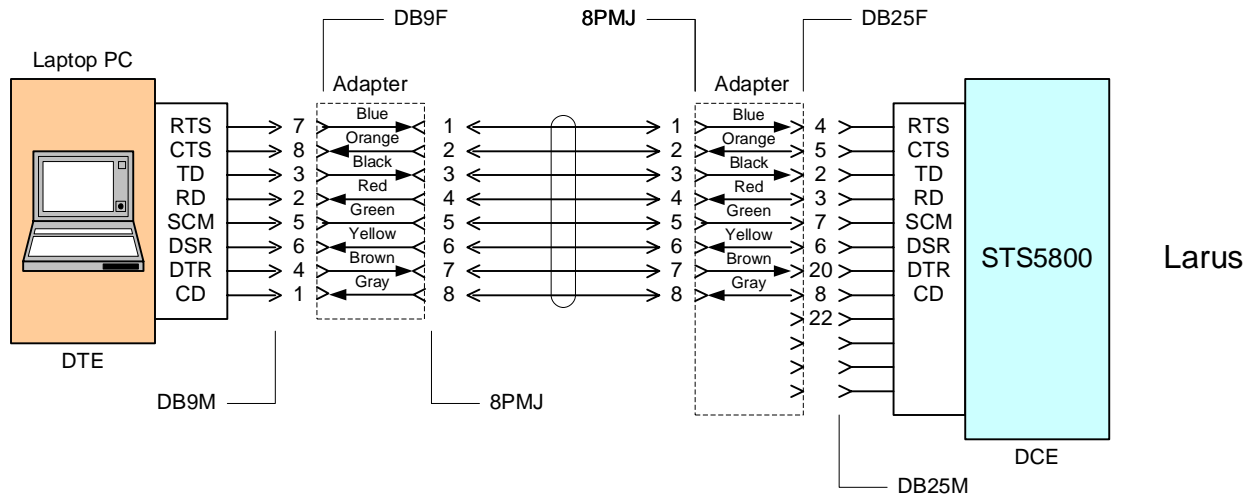 DB9F 8PMJ DB25F
Laptop PC
Adapter Adapter
RTS 7 Blue 1 1 Blue 4 RTS
CTS 8 Orange 2 2 Orange 5 CTS
TD 3 Black 3 3 Black 2 TD
RD 2 Red 4 4 Red 3 RD
SCM 5 Green 5 5 Green 7 SCM
DSR 6 Yellow 6 6 Yellow 6 DSR
DTR 4 Brown 7 7 Brown 20 DTR
CD 1 Gray 8 8 Gray 8 CD
STS5800 Larus
22
DTE
DB9M 8PMJ
DCE
DB25M